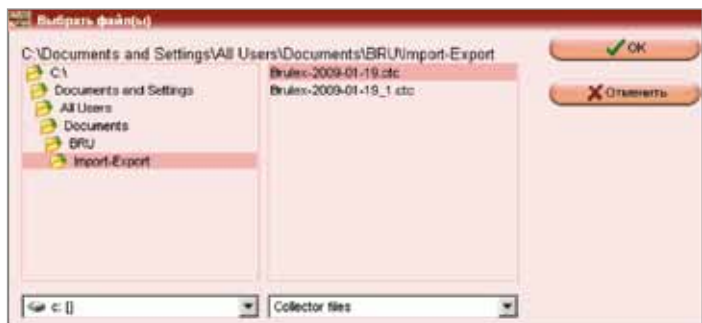 Выбрать файл(ы)
C:\Documents and Settings\All Users\Documents\BRU\Import-Export
OK
C:\
Brulex-2009-01-19.ctc
Documents and Settings
Brulex-2009-01-19_1.ctc
Отменить
All Users
Documents
BRU
Import-Export
c: []
Collector files